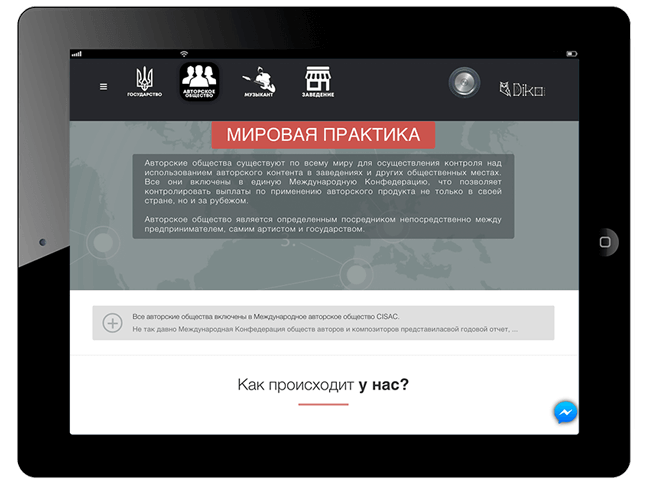 ГОСУДАРСТВО
АВТОРСКОЕ
ОБЩЕСТВО
МУЗЫКАНТ
ЗАВЕДЕНИЕ
МИРОВАЯ ПРАКТИКА
Авторские общества существуют по всему миру для осуществления контроля над
использованием авторского контента в заведениях и других общественных местах.
Все они включены в единую Международную Конфедерацию, что позволяет
контролировать выплаты по применению авторского продукта не только в своей
стране, но и за рубежом.
Авторское общество является определенным посредником непосредственно между
предпринимателем, самим артистом и государством.
3.
Все авторские общества включены в Международное авторское общество CISAC.
Не так давно Международная Конфедерация обществ авторов и композиторов представиласвой годовой отчет, ...
Как происходит у нас?